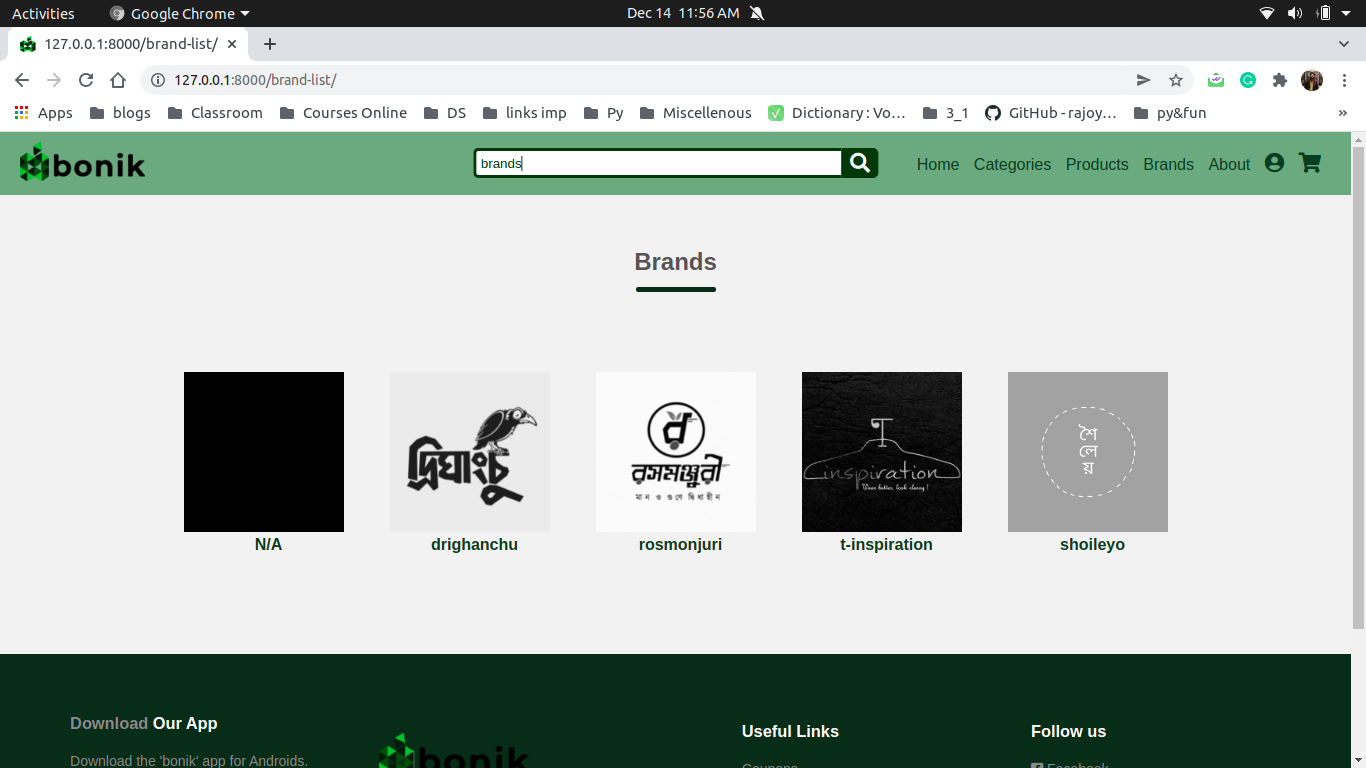 Activities
Google Chrome
Dec 14 11:56 AM
127.0.0.1:8000/brand-list/
127.0.0.1:8000/brand-list/
Apps
blogs
Classroom
Courses Online
DS
links imp
Py
Miscellenous
Dictionary : Vo…
3_1
GitHub - rajoy…
py&fun
»
bonik
brands
Home
Categories
Products
Brands
About
Brands
দ্রিঘাংচু
রসমঞ্জুরী
মান ও গুণে দ্বিধাহীন
T
inspiration
Wear better, look classy!
শৈ
লে
য়
N/A
drighanchu
rosmonjuri
t-inspiration
shoileyo
Download Our App
Download the 'bonik' app for Androids.
bonik
Useful Links
Coupons
Follow us
Facebook